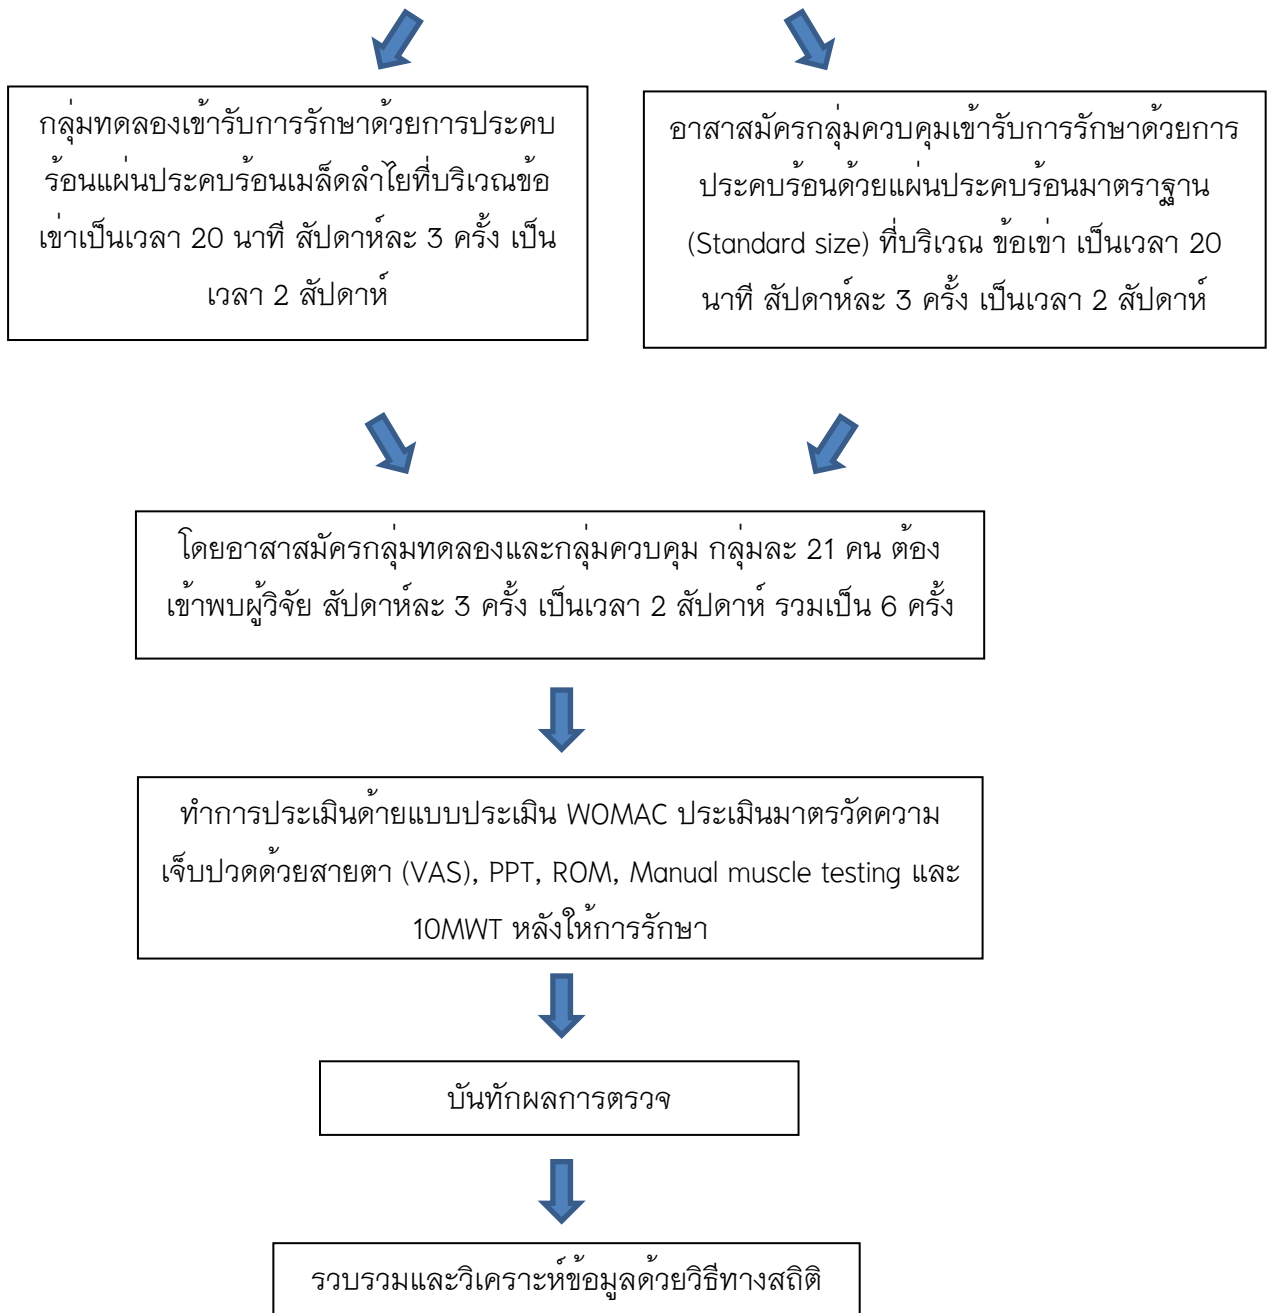 กลุ่มทดลองเข้ารับการรักษาด้วยการประคบ
ร้อนแผ่นประคบร้อนเมล็ดลำไยที่บริเวณข้อ
เข่าเป็นเวลา 20 นาที สัปดาห์ละ 3 ครั้ง เป็น
เวลา 2 สัปดาห์
อาสาสมัครกลุ่มควบคุมเข้ารับการรักษาด้วยการ
ประคบร้อนด้วยแผ่นประคบร้อนมาตราฐาน
(Standard size) ที่บริเวณ ข้อเข่า เป็นเวลา 20
นาที สัปดาห์ละ 3 ครั้ง เป็นเวลา 2 สัปดาห์
โดยอาสาสมัครกลุ่มทดลองและกลุ่มควบคุม กลุ่มละ 21 คน ต้อง
เข้าพบผู้วิจัย สัปดาห์ละ 3 ครั้ง เป็นเวลา 2 สัปดาห์ รวมเป็น 6 ครั้ง
ทำการประเมินด้ายแบบประเมิน WOMAC ประเมินมาตรวัดความ
เจ็บปวดด้วยสายตา (VAS), PPT, ROM, Manual muscle testing และ
10MWT หลังให้การรักษา
บันทักผลการตรวจ
รวบรวมและวิเคราะห์ข้อมูลด้วยวิธีทางสถิติ